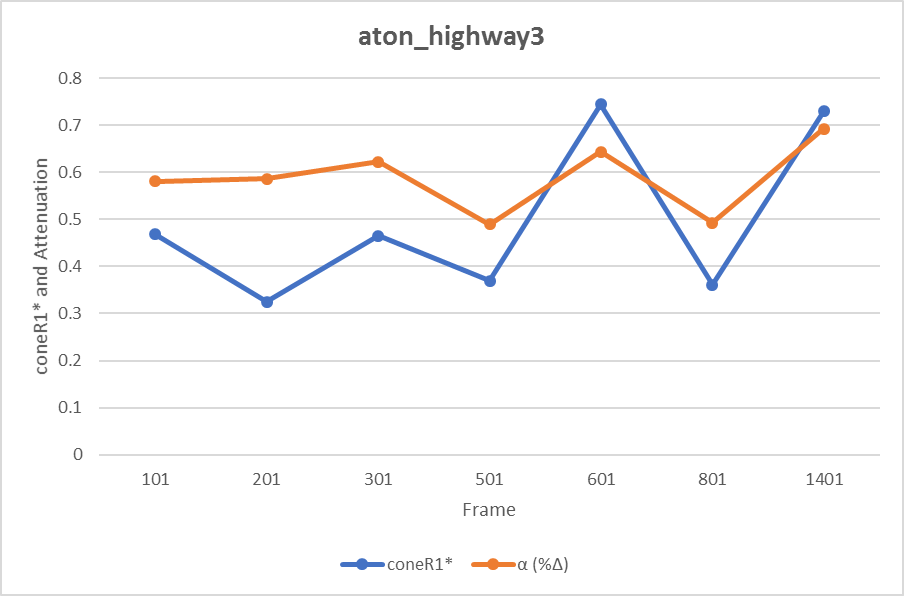 aton_highway3
coneR1* and Attenuation
0.8
0.7
0.6
0.5
0.4
0.3
0.2
0.1
0
101 201 301 501 601 801 1401
Frame
coneR1* α (%Δ)